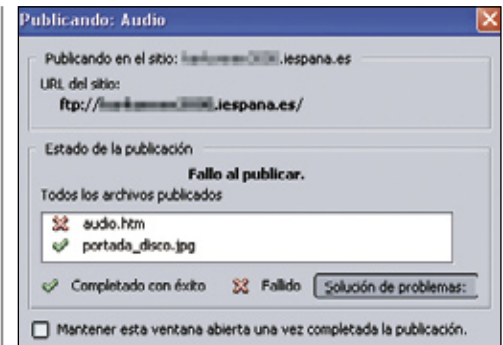 Publicando: Audio
Publicando en el sitio: .iespana.es
URL del sitio:
ftp://.iespana.es/
Estado de la publicación
Fallo al publicar.
Todos los archivos publicados
audio.htm
portada_disco.jpg
Completado con éxito Fallido Solución de problemas:
Mantener esta ventana abierta una vez completada la publicación.